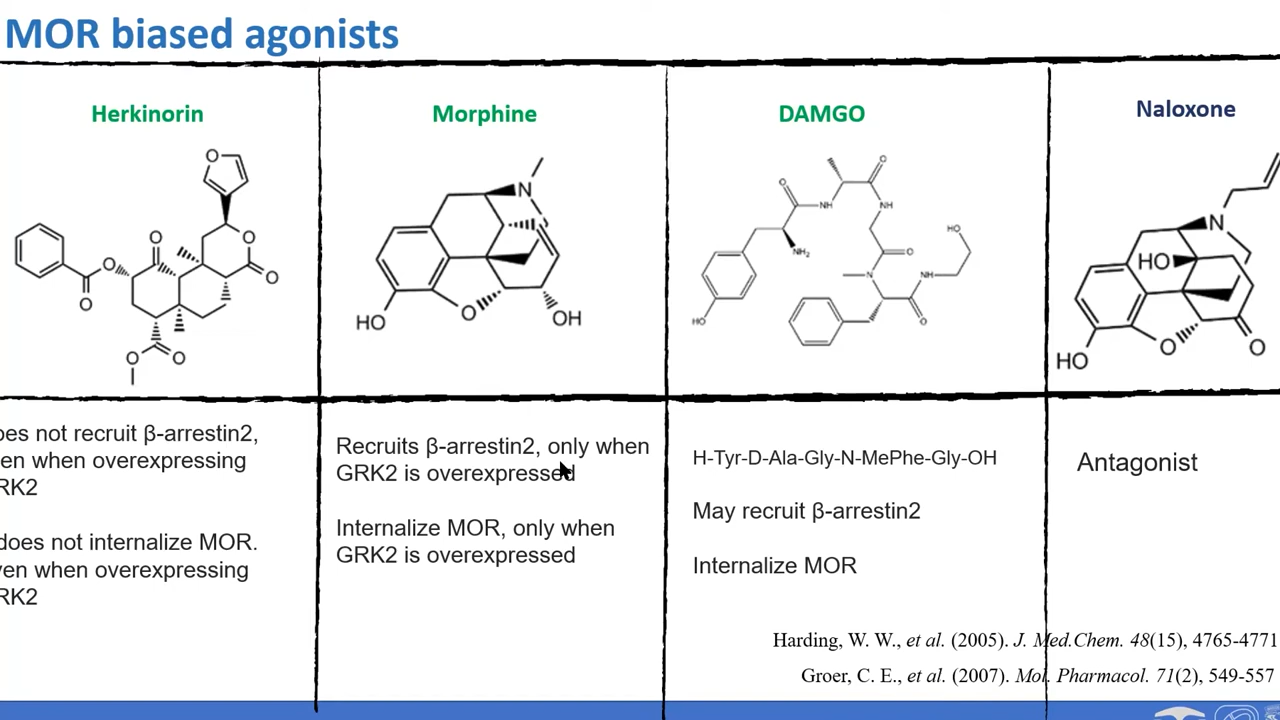 MOR biased agonists
Herkinorin
Morphine
DAMGO
Naloxone
oes not recruit β-arrestin2,
en when overexpressing
RK2
does not internalize MOR.
ven when overexpressing
RK2
Recruits β-arrestin2, only when
GRK2 is overexpressed
Internalize MOR, only when
GRK2 is overexpressed
H-Tyr-D-Ala-Gly-N-MePhe-Gly-OH
May recruit β-arrestin2
Internalize MOR
Antagonist
O
O
O
O
O
O
O
O
O
N
HO
O
OH
O
NH
O
NH
NH₂
HO
O
N
NH
O
HO
N
HO
HO
O
O
Harding, W. W., et al. (2005). J. Med.Chem. 48(15), 4765-4771
Groer, C. E., et al. (2007). Mol. Pharmacol. 71(2), 549-557